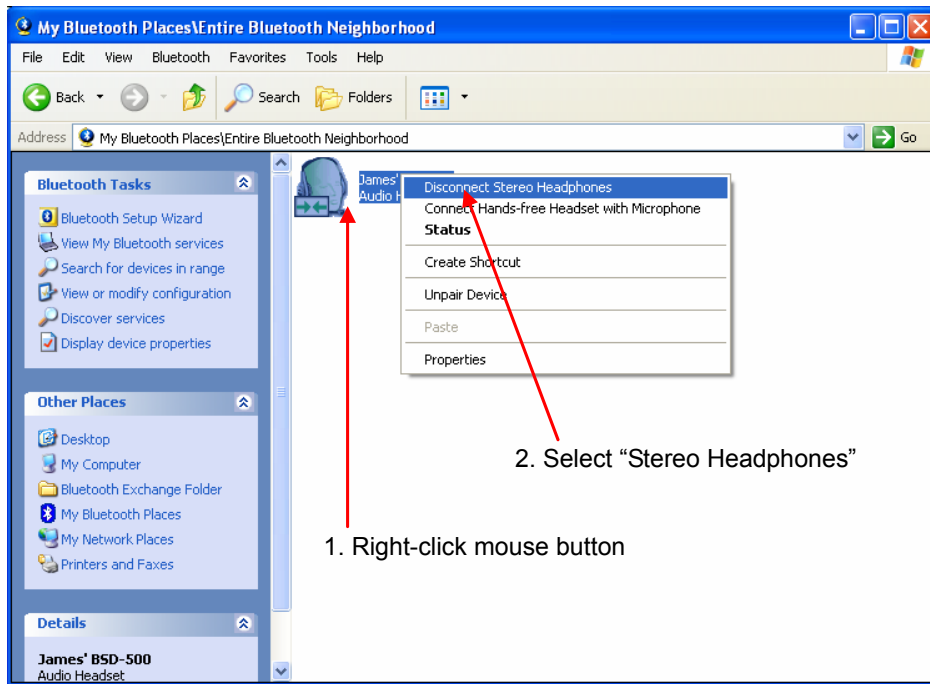 My Bluetooth Places\Entire Bluetooth Neighborhood
File Edit View Bluetooth Favorites Tools Help
Back Search Folders
Address My Bluetooth Places\Entire Bluetooth Neighborhood Go
Bluetooth Tasks
Bluetooth Setup Wizard
View My Bluetooth services
Search for devices in range
View or modify configuration
Discover services
Display device properties
Other Places
Desktop
My Computer
Bluetooth Exchange Folder
My Bluetooth Places
My Network Places
Printers and Faxes
Details
James' BSD-500
Audio Headset
James'
Audio H
Disconnect Stereo Headphones
Connect Hands-free Headset with Microphone
Status
Create Shortcut
Unpair Device
Paste
Properties
2. Select “Stereo Headphones”
1. Right-click mouse button